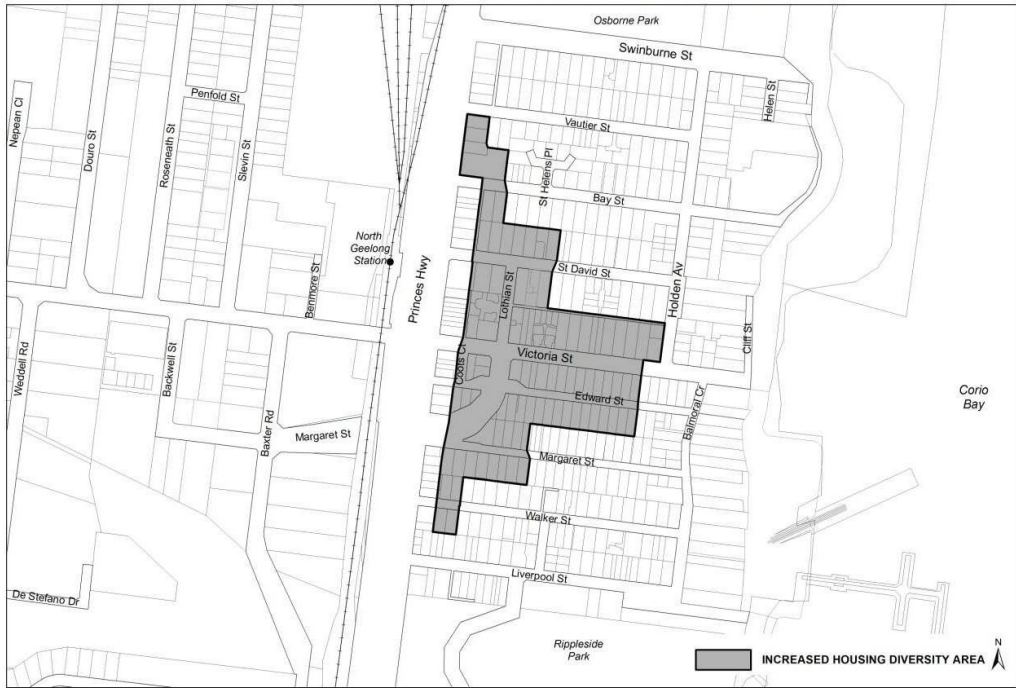 Osborne Park
Swinburne St
Helen St
Penfold St
Vautier St
Nepean Cl
Douro St
Roseneath St
Slevin St
St Helens Pl
Bay St
North
Geelong
Station
Benmore St
Princes Hwy
St David St
Holden Av
Lothian St
Cliff St
Victoria St
Weddell Rd
Backwell St
Coots Ct
Edward St
Balmoral Cr
Corio
Bay
Baxter Rd
Margaret St
Margaret St
Walker St
Liverpool St
De Stefano Dr
Rippleside
Park
INCREASED HOUSING DIVERSITY AREA
N